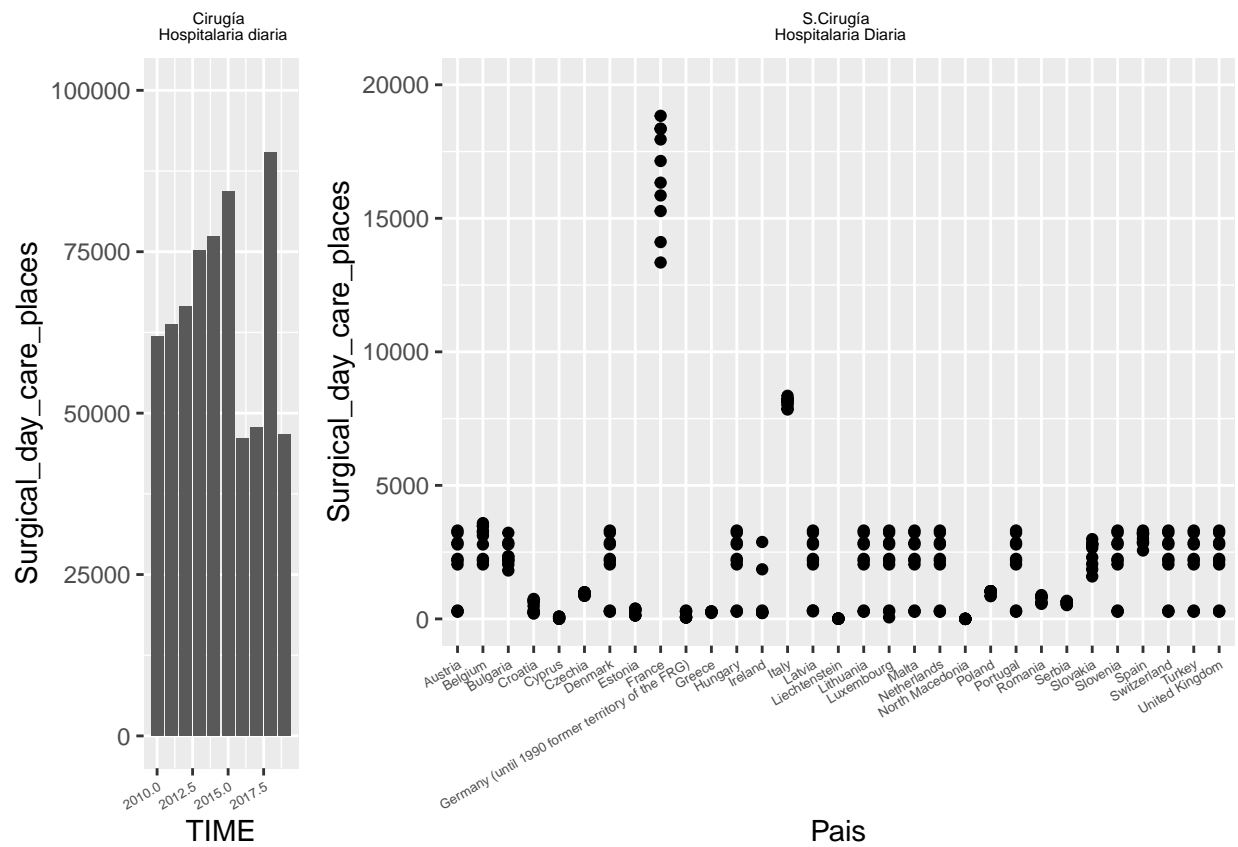 Cirugía
Hospitalaria diaria
Surgical_day_care_places
100000
75000
50000
25000
0
2010.0
2012.5
2015.0
2017.5
TIME
S.Cirugía
Hospitalaria Diaria
Surgical_day_care_places
20000
15000
10000
5000
0
Austria
Belgium
Bulgaria
Croatia
Cyprus
Czechia
Denmark
Estonia
France
Germany (until 1990 former territory of the FRG)
Greece
Hungary
Ireland
Italy
Latvia
Liechtenstein
Lithuania
Luxembourg
Malta
Netherlands
North Macedonia
Poland
Portugal
Romania
Serbia
Slovakia
Slovenia
Spain
Switzerland
Turkey
United Kingdom
Pais